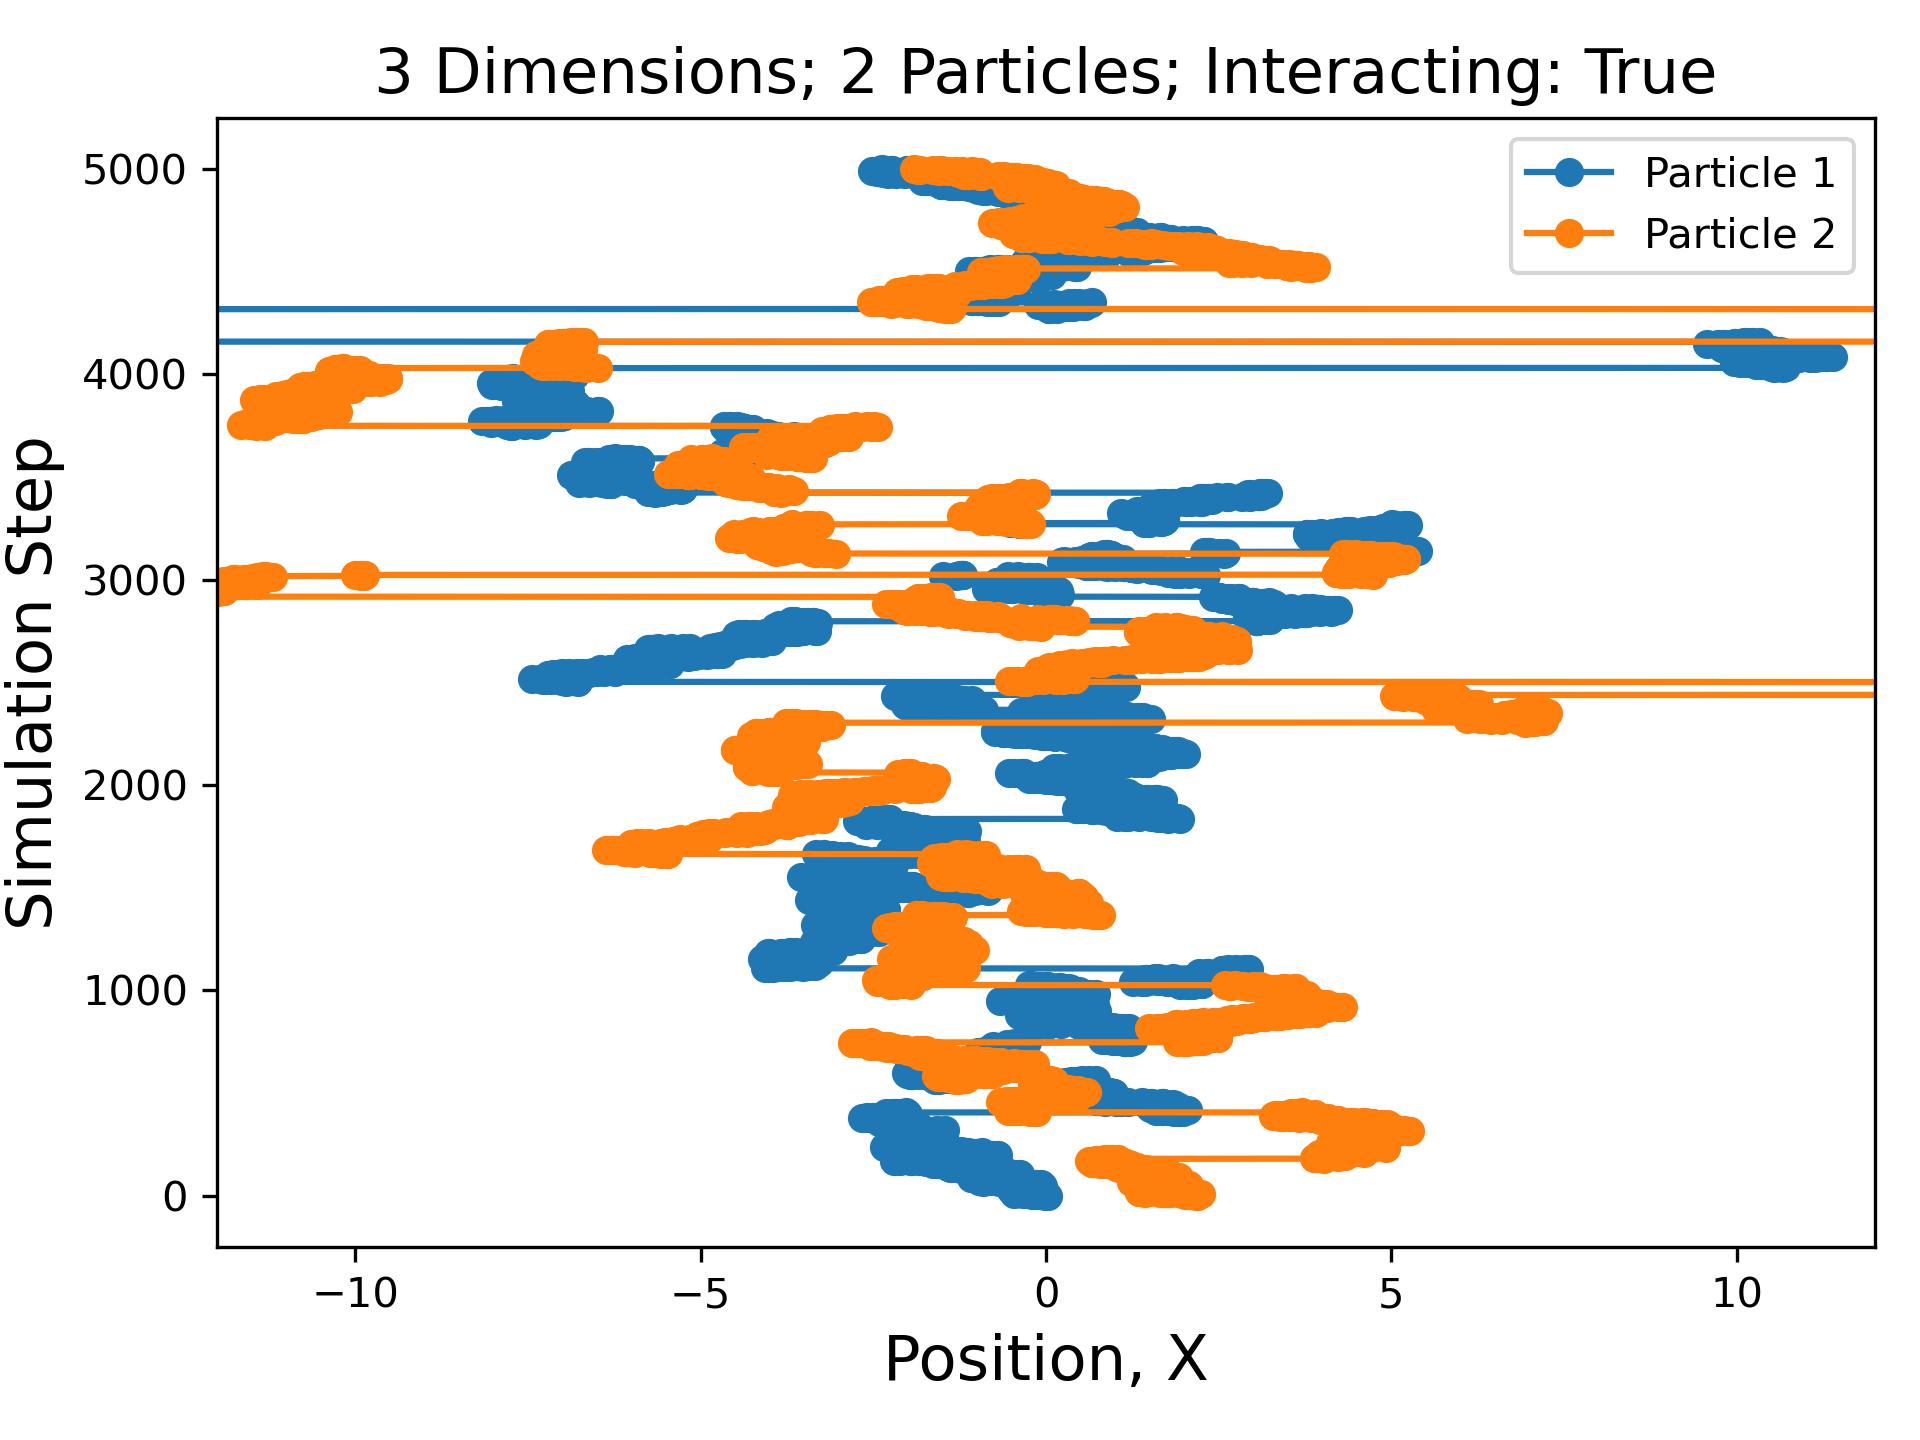 3 Dimensions; 2 Particles; Interacting: True
Particle 1
Particle 2
Simulation Step
5000
4000
3000
2000
1000
0
−10
−5
0
5
10
Position, X